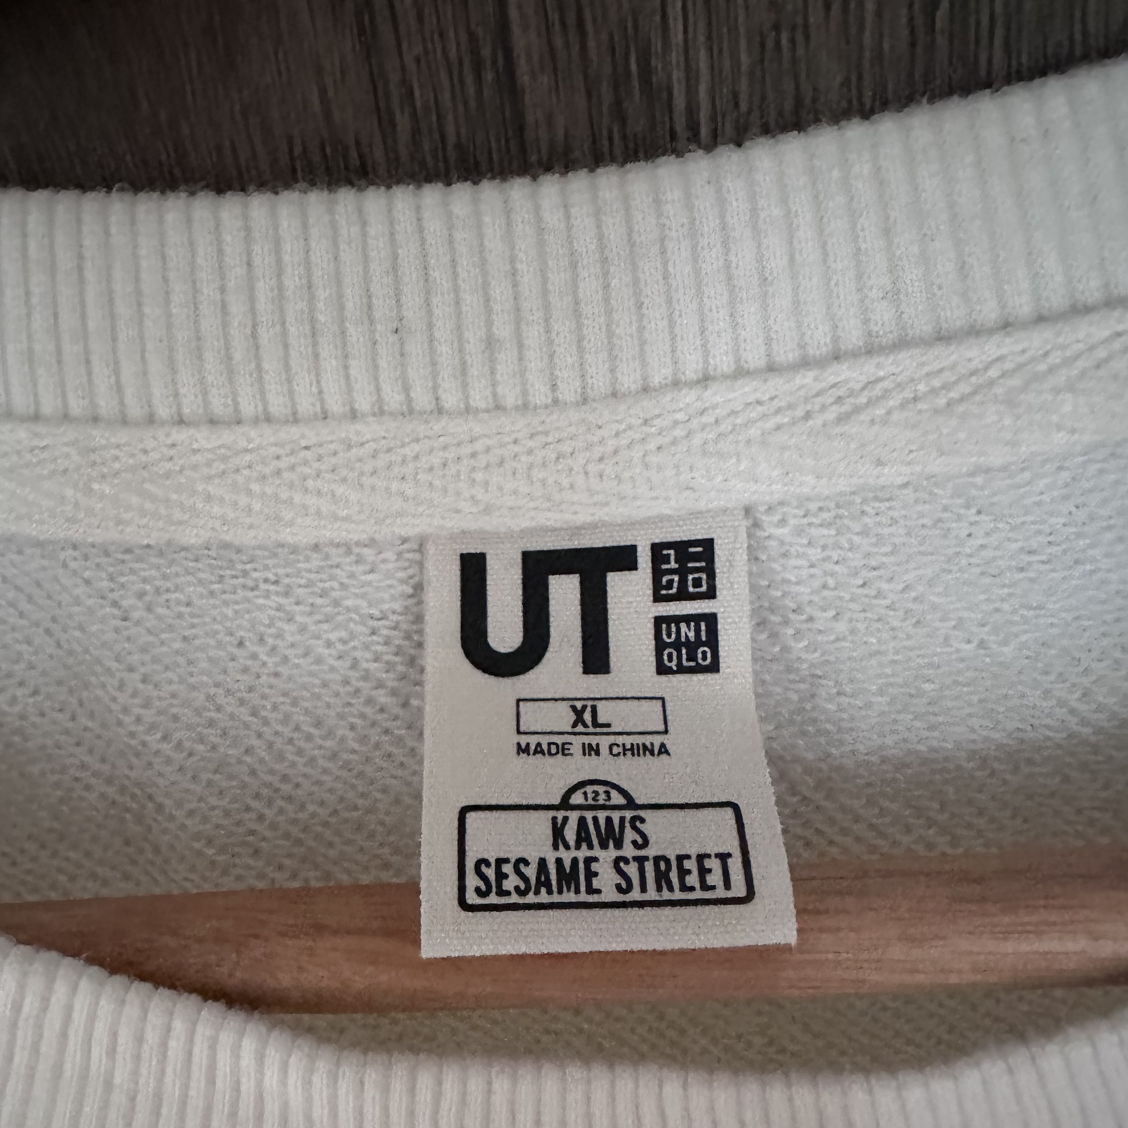 UT
ユニ
クロ
UNI
QLO
XL
MADE IN CHINA
123
KAWS
SESAME STREET